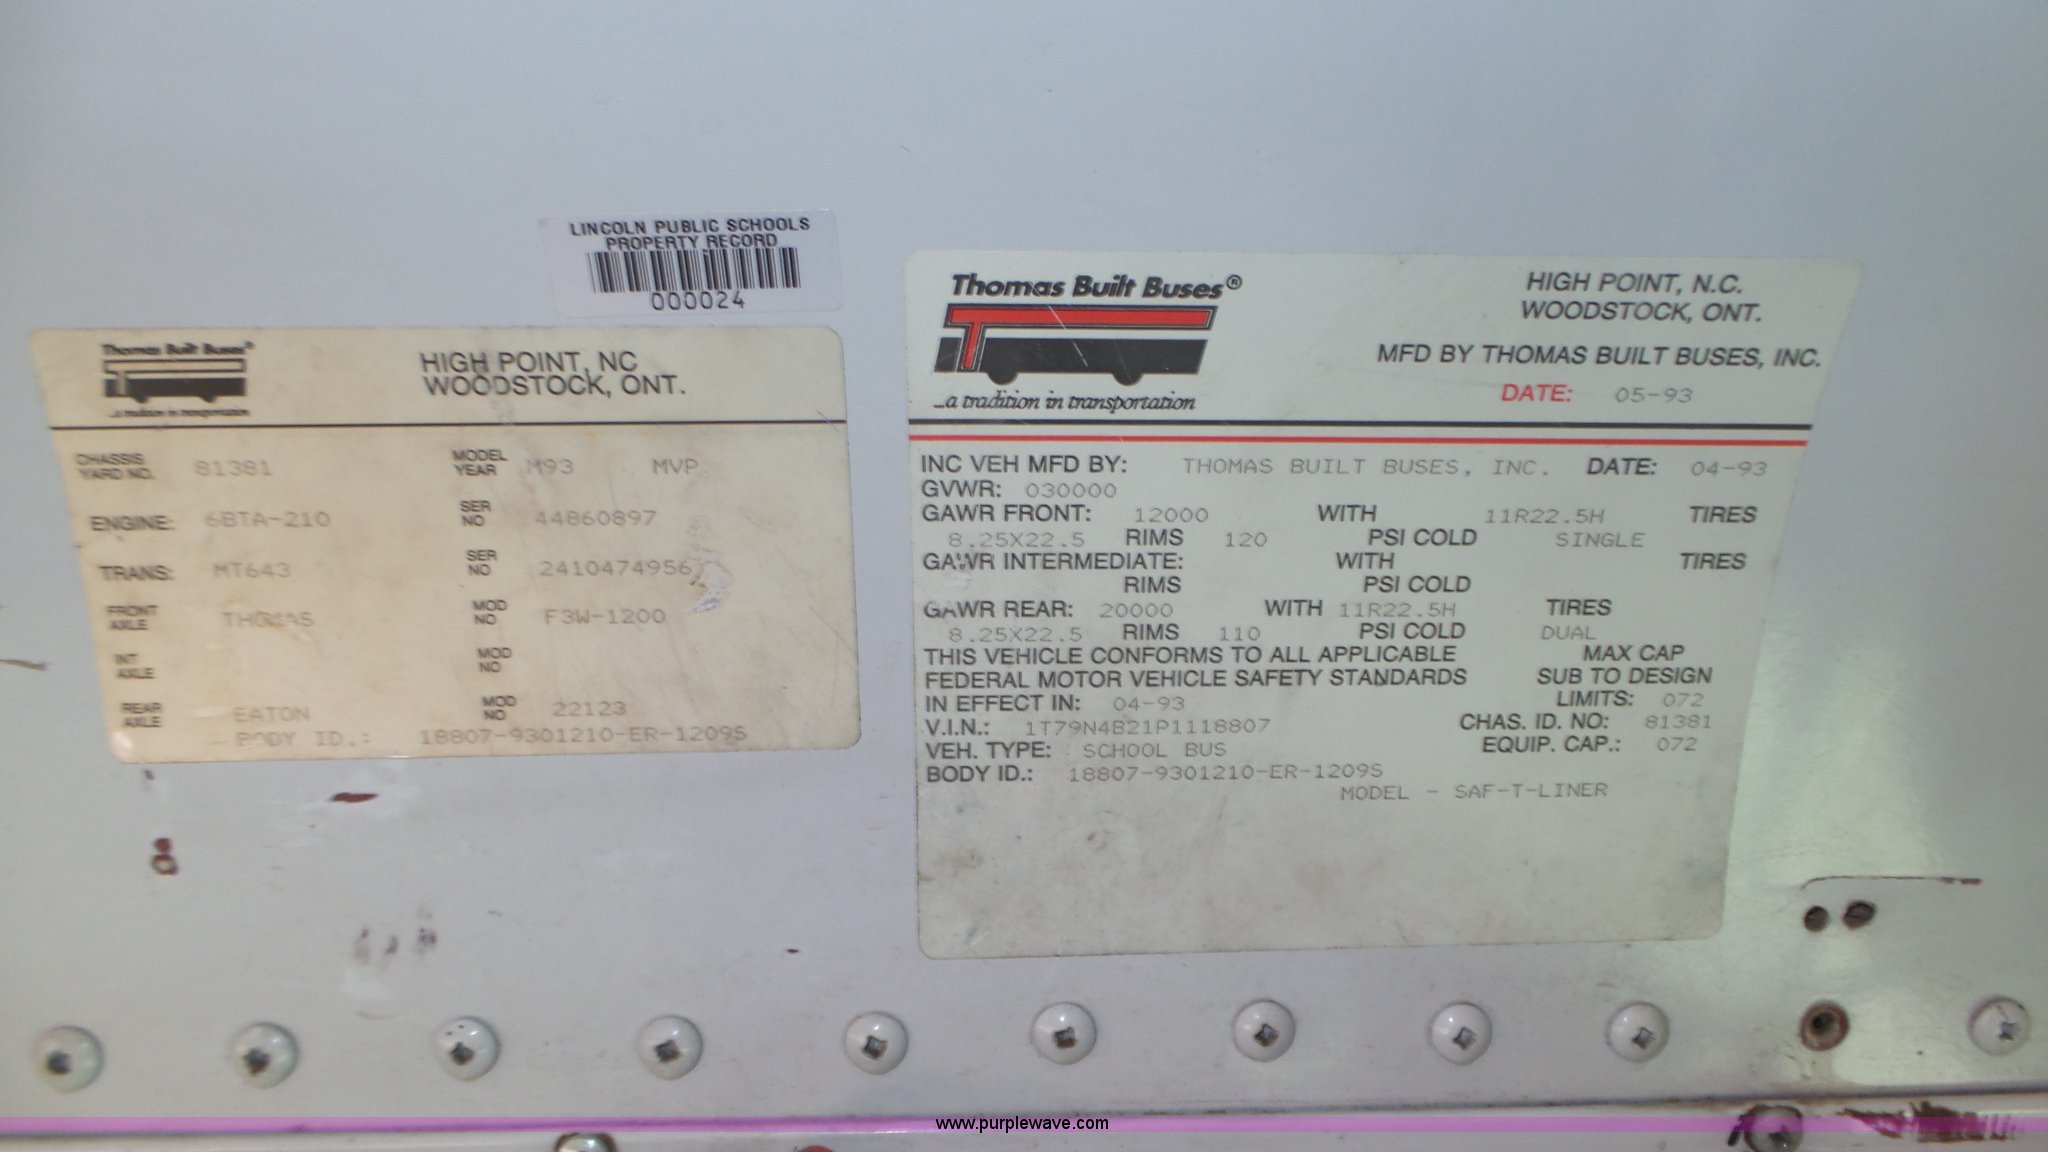 LINCOLN PUBLIC SCHOOLS
PROPERTY RECORD
000024
Thomas Built Buses®
...a tradition in transportation
HIGH POINT, NC
WOODSTOCK, ONT.
CHASSIS YARD NO. 81381 MODEL YEAR M93 MVP
ENGINE: 6BTA-210 SER NO 44860897
TRANS: MT643 SER NO 2410474956
FRONT AXLE THOMAS MOD NO F3W-1200
INT AXLE MOD NO
REAR AXLE EATON MOD NO 22123
BODY ID.: 18807-9301210-ER-1209S
Thomas Built Buses®
T
...a tradition in transportation
HIGH POINT, N.C.
WOODSTOCK, ONT.
MFD BY THOMAS BUILT BUSES, INC.
DATE: 05-93
INC VEH MFD BY: THOMAS BUILT BUSES, INC. DATE: 04-93
GVWR: 030000
GAWR FRONT: 12000 WITH 11R22.5H TIRES
8.25X22.5 RIMS 120 PSI COLD SINGLE
GAWR INTERMEDIATE: WITH TIRES
RIMS PSI COLD
GAWR REAR: 20000 WITH 11R22.5H TIRES
8.25X22.5 RIMS 110 PSI COLD DUAL
THIS VEHICLE CONFORMS TO ALL APPLICABLE MAX CAP
FEDERAL MOTOR VEHICLE SAFETY STANDARDS SUB TO DESIGN
IN EFFECT IN: 04-93 LIMITS: 072
V.I.N.: 1T79N4B21P1118807 CHAS. ID. NO: 81381
VEH. TYPE: SCHOOL BUS EQUIP. CAP.: 072
BODY ID.: 18807-9301210-ER-1209S
MODEL - SAF-T-LINER
www.purplewave.com